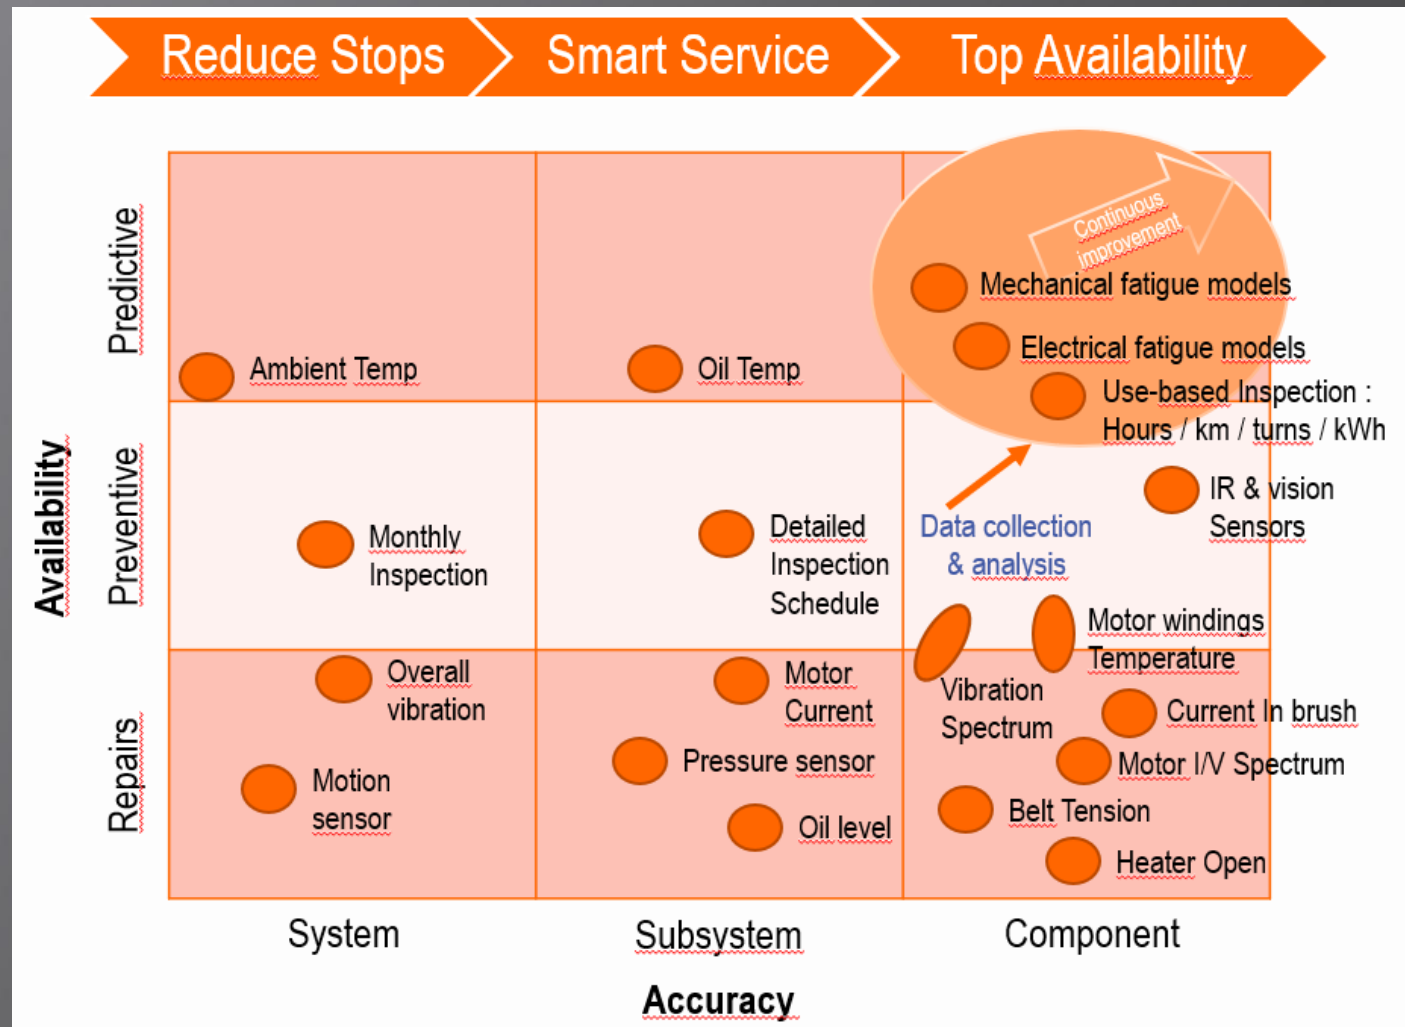 Reduce Stops
Smart Service
Top Availability
Availability
Predictive
Preventive
Repairs
Continuous
improvement
Mechanical fatigue models
Electrical fatigue models
Use-based Inspection :
Hours / km / turns / kWh
Ambient Temp
Oil Temp
IR & vision
Sensors
Data collection
& analysis
Monthly
Inspection
Detailed
Inspection
Schedule
Motor windings
Temperature
Vibration
Spectrum
Overall
vibration
Motor
Current
Current In brush
Pressure sensor
Motor I/V Spectrum
Motion
sensor
Oil level
Belt Tension
Heater Open
System
Subsystem
Component
Accuracy